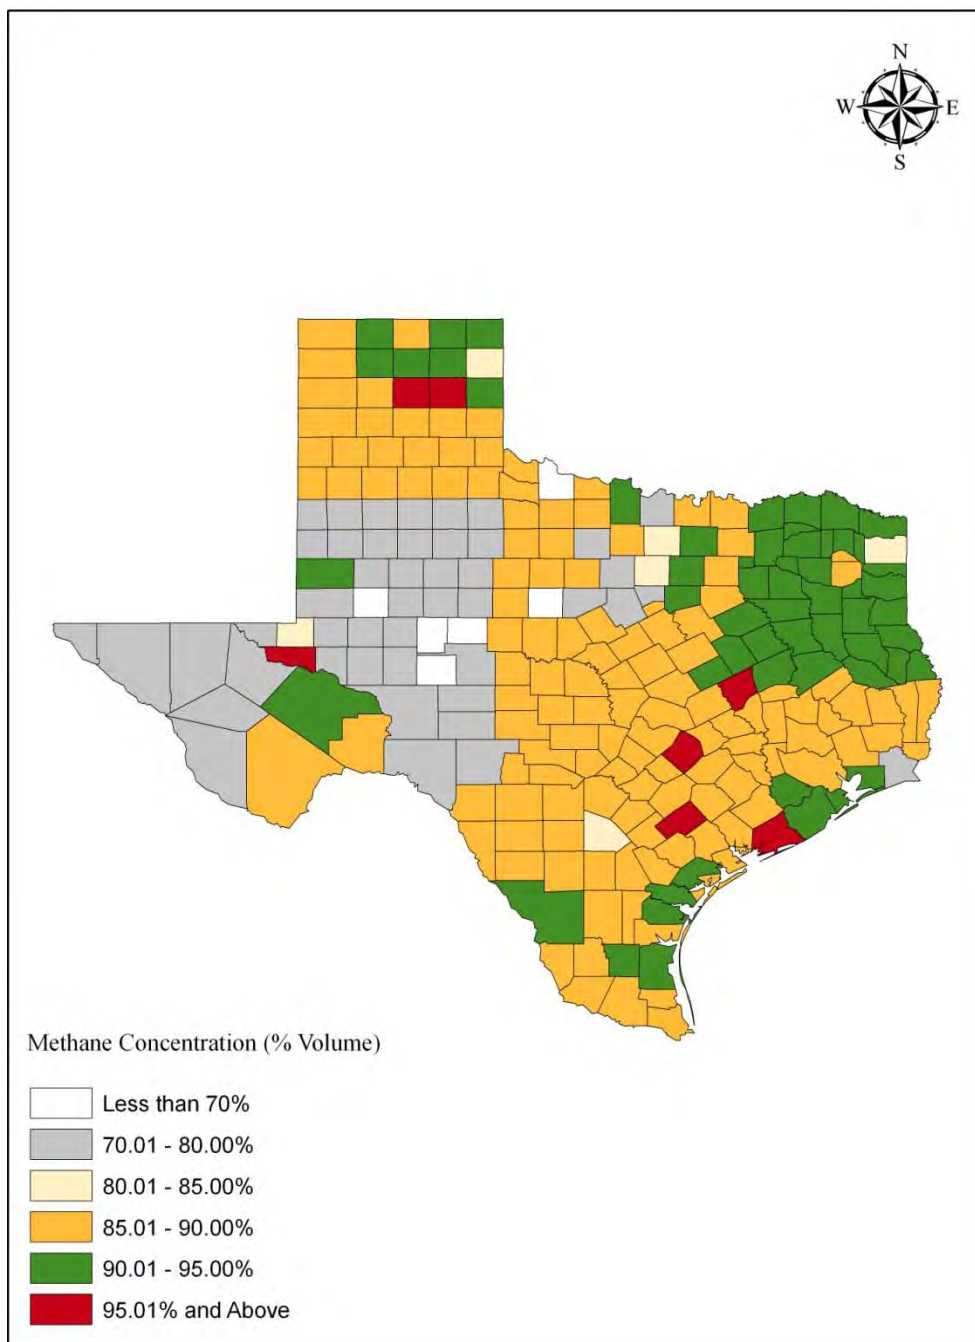 N
W E
S
Methane Concentration (% Volume)
Less than 70%
70.01 - 80.00%
80.01 - 85.00%
85.01 - 90.00%
90.01 - 95.00%
95.01% and Above